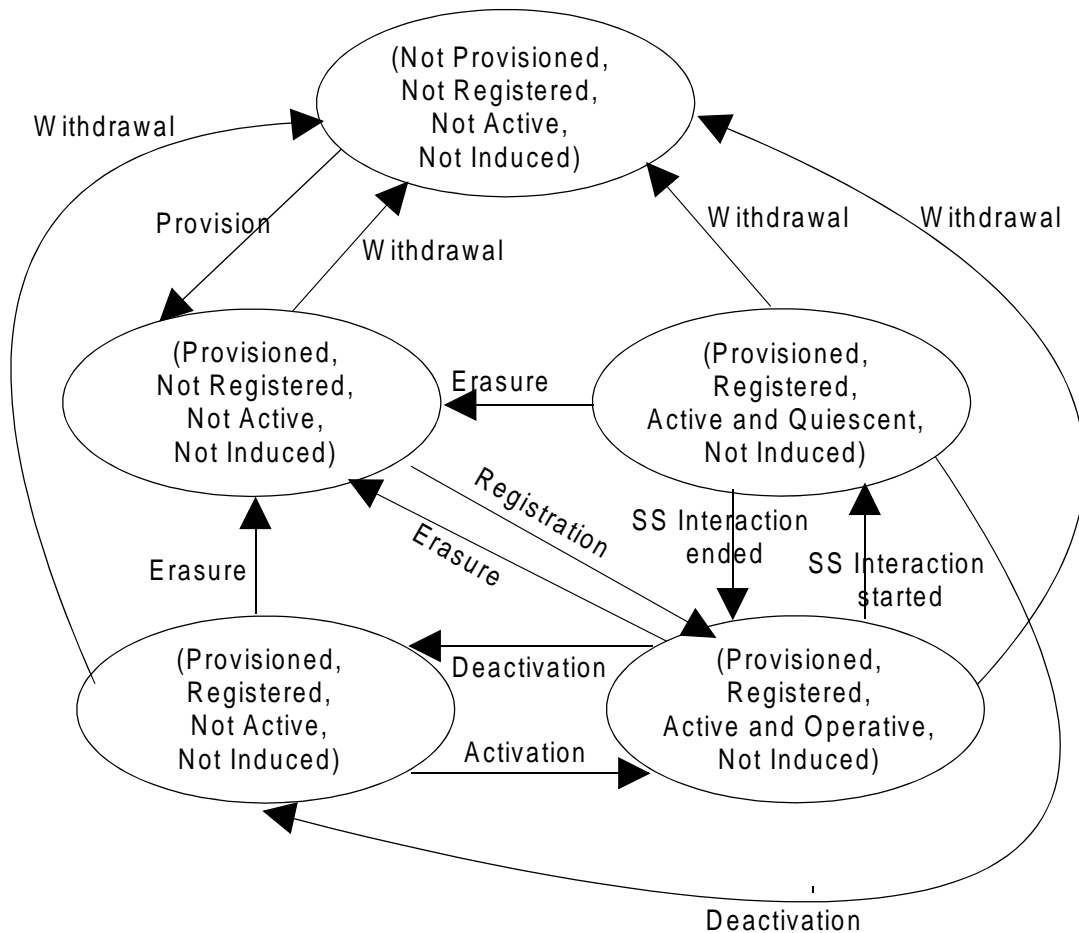 (Not Provisioned,
Not Registered,
Not Active,
Not Induced)
Withdrawal
Provision
Withdrawal
Withdrawal
Withdrawal
(Provisioned,
Not Registered,
Not Active,
Not Induced)
Erasure
(Provisioned,
Registered,
Active and Quiescent,
Not Induced)
Registration
Erasure
SS Interaction
ended
SS Interaction
started
Erasure
(Provisioned,
Registered,
Not Active,
Not Induced)
Deactivation
Activation
(Provisioned,
Registered,
Active and Operative,
Not Induced)
Deactivation